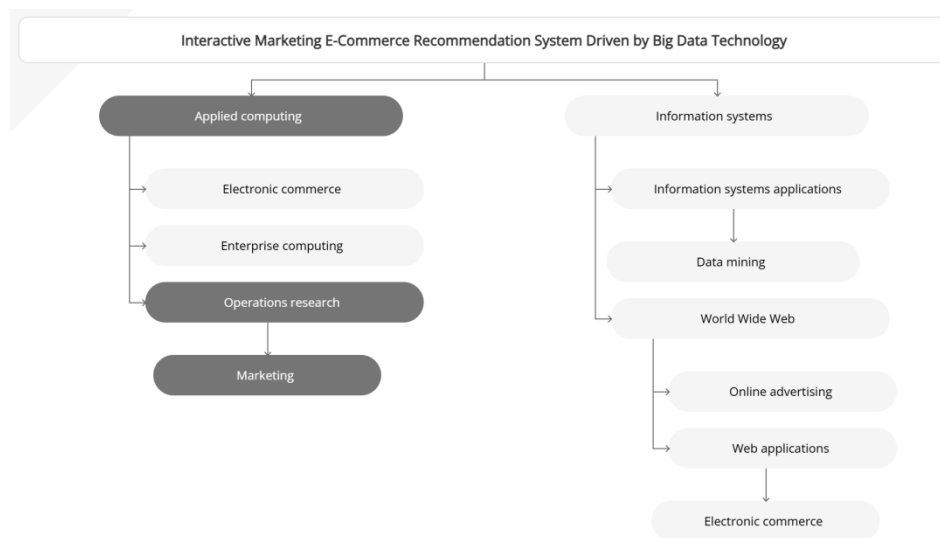 Interactive Marketing E-Commerce Recommendation System Driven by Big Data Technology
Applied computing
Electronic commerce
Enterprise computing
Operations research
Marketing
Information systems
Information systems applications
Data mining
World Wide Web
Online advertising
Web applications
Electronic commerce